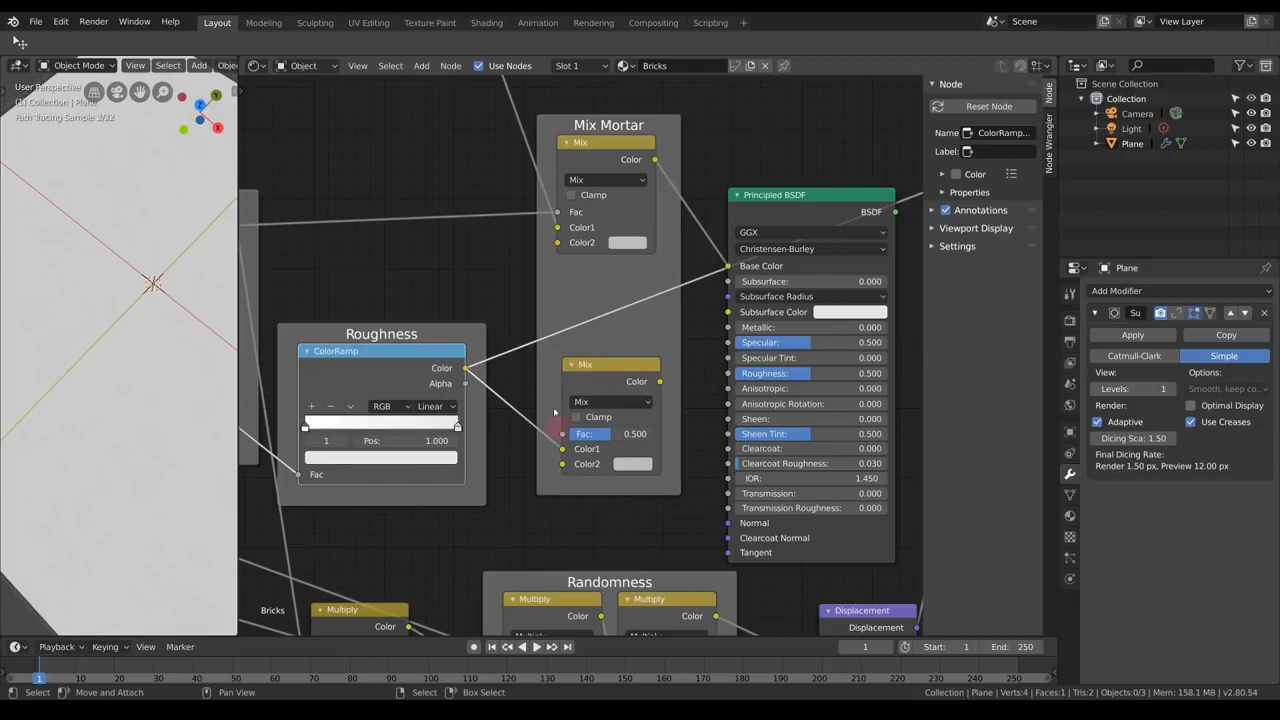 File Edit Render Window Help Layout Modeling Sculpting UV Editing Texture Paint Shading Animation Rendering Compositing Scripting + Scene View Layer
Object Mode View Select Add Objec
Object View Select Add Node Use Nodes Slot 1 Bricks
User Perspective
(1) Collection | Plane
Path Tracing Sample 2/32
Mix Mortar
Mix
Color
Mix
Clamp
Fac
Color1
Color2
Roughness
ColorRamp
Color
Alpha
RGB Linear
1 Pos: 1.000
Fac
Mix
Color
Mix
Clamp
Fac: 0.500
Color1
Color2
Principled BSDF
BSDF
GGX
Christensen-Burley
Base Color
Subsurface: 0.000
Subsurface Radius
Subsurface Color
Metallic: 0.000
Specular: 0.500
Specular Tint: 0.000
Roughness: 0.500
Anisotropic: 0.000
Anisotropic Rotation: 0.000
Sheen: 0.000
Sheen Tint: 0.500
Clearcoat: 0.000
Clearcoat Roughness: 0.030
IOR: 1.450
Transmission: 0.000
Transmission Roughness: 0.000
Normal
Clearcoat Normal
Tangent
Randomness
Multiply
Color
Multiply
Color
Bricks
Multiply
Color
Displacement
Displacement
Node
Reset Node
Name ColorRamp...
Label:
Color
Properties
Annotations
Viewport Display
Settings
Node
Node Wrangler
Scene Collection
Collection
Camera
Light
Plane
Plane
Add Modifier
Su
Apply Copy
Catmull-Clark Simple
View: Options:
Levels: 1 Smooth, keep co...
Render: Optimal Display
Adaptive Use Creases
Dicing Sca: 1.50
Final Dicing Rate:
Render 1.50 px, Preview 12.00 px
Playback Keying View Marker 1 Start: 1 End: 250
1 10 20 30 40 50 60 70 80 90 100 110 120 130 140 150 160 170 180 190 200 210 220 230 240 250
Select Move and Attach Pan View Select Box Select Collection | Plane | Verts:4 | Faces:1 | Tris:2 | Objects:0/3 | Mem: 158.1 MB | v2.80.54